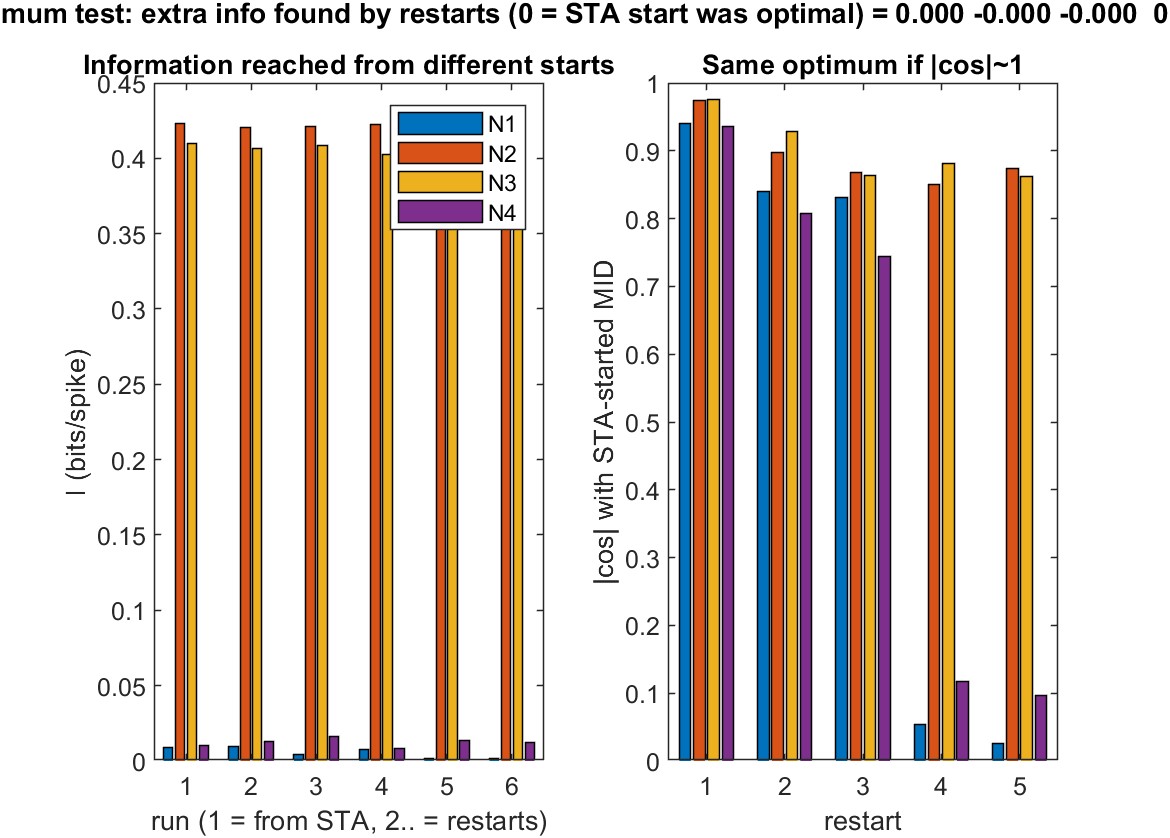 mum test: extra info found by restarts (0 = STA start was optimal) = 0.000 -0.000 -0.000 0
Information reached from different starts
0.45
0.4
0.35
0.3
0.25
0.2
0.15
0.1
0.05
0
I (bits/spike)
N1
N2
N3
N4
1 2 3 4 5 6
run (1 = from STA, 2.. = restarts)
Same optimum if |cos|~1
1
0.9
0.8
0.7
0.6
0.5
0.4
0.3
0.2
0.1
0
|cos| with STA-started MID
1 2 3 4 5
restart